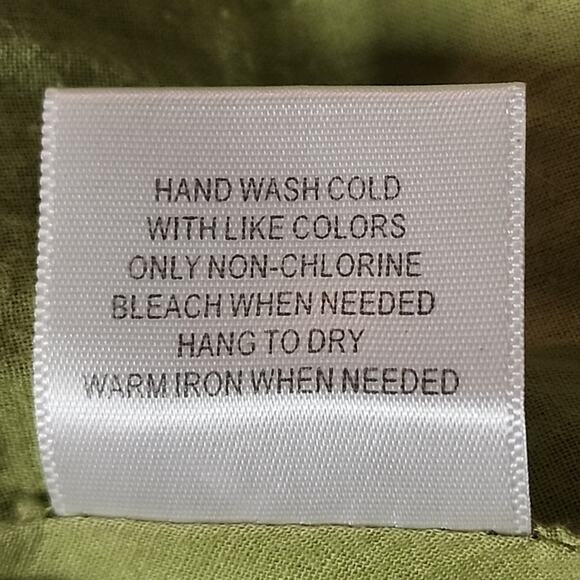 HAND WASH COLD
WITH LIKE COLORS
ONLY NON-CHLORINE
BLEACH WHEN NEEDED
HANG TO DRY
WARM IRON WHEN NEEDED